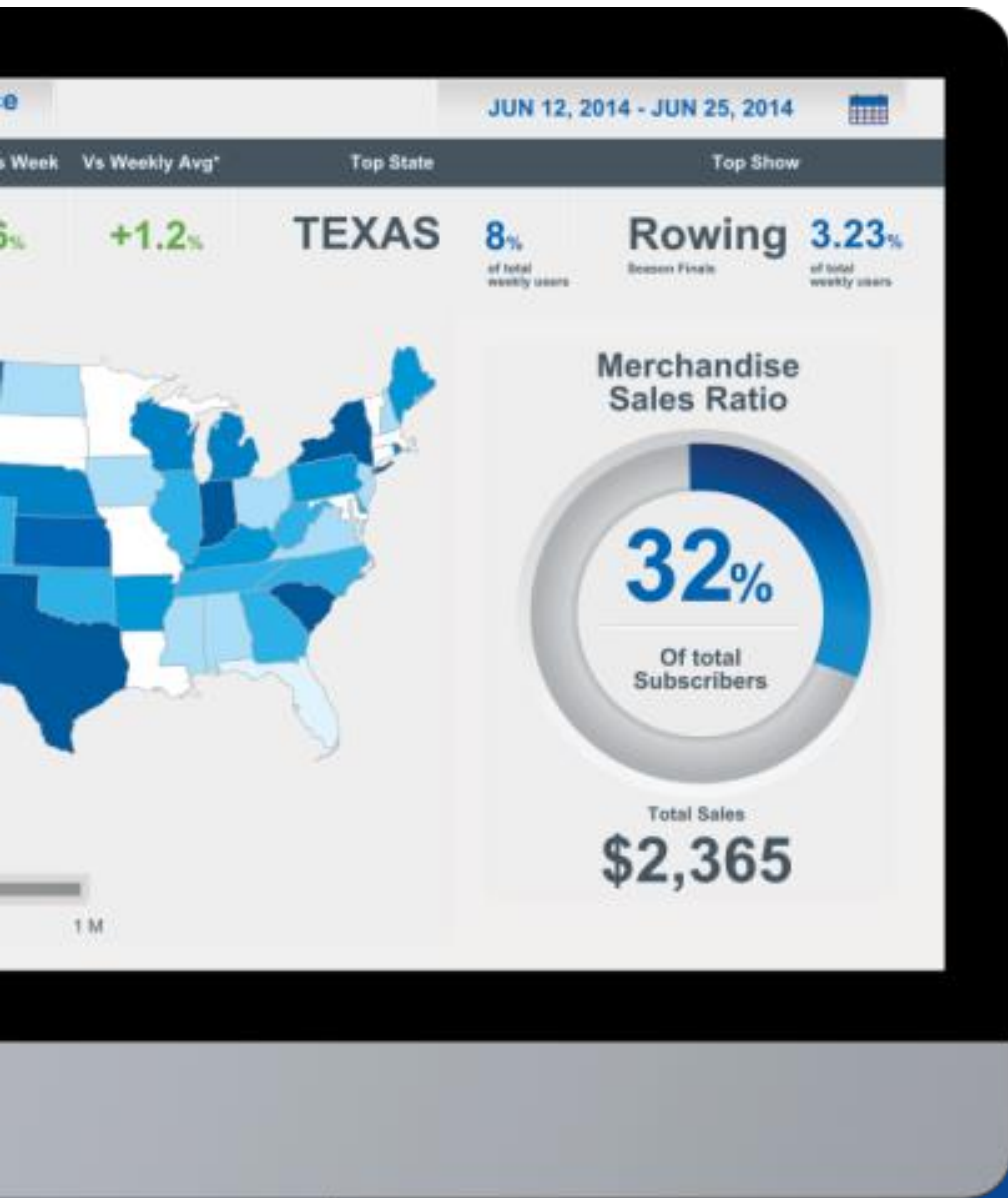 JUN 12, 2014 - JUN 25, 2014
Week Vs Weekly Avg* Top State Top Show
+1.2% TEXAS 8% Rowing 3.23%
of total Season Finale of total
weekly users weekly users
Merchandise
Sales Ratio
32%
Of total
Subscribers
Total Sales
$2,365
1 M